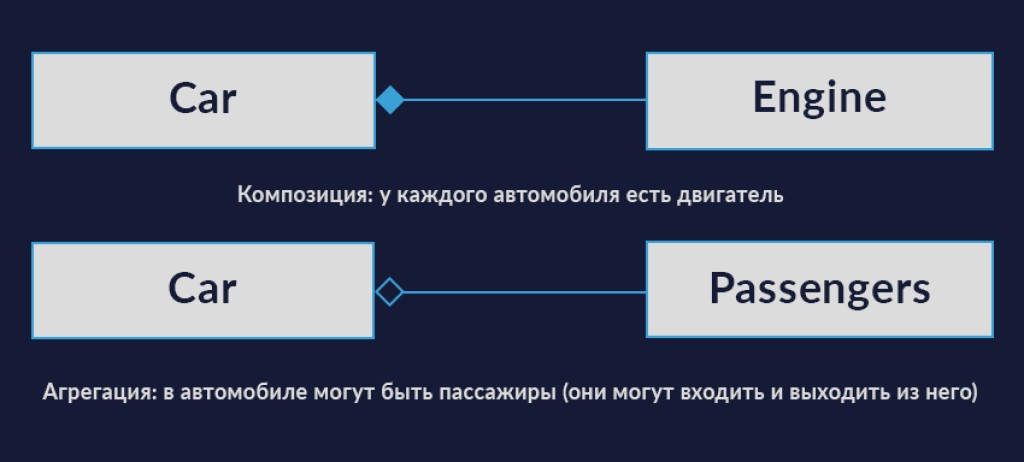 Car
Engine
Композиция: у каждого автомобиля есть двигатель
Car
Passengers
Агрегация: в автомобиле могут быть пассажиры (они могут входить и выходить из него)